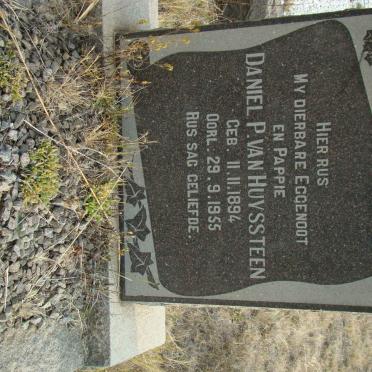 HIER RUS
MY DIERBARE EGGENOOT
EN PAPPIE
DANIEL P. VAN HUYSSTEEN
GEB. 11.11.1894
OORL. 29.9.1955
RUS SAG GELIEFDE.